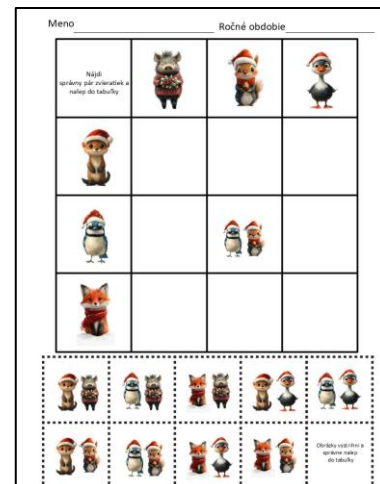 Meno Ročné obdobie
Nájdi
správny pár zvieratiek a
nalep do tabuľky
Obrázky vystrihni a
správne nalep
do tabuľky